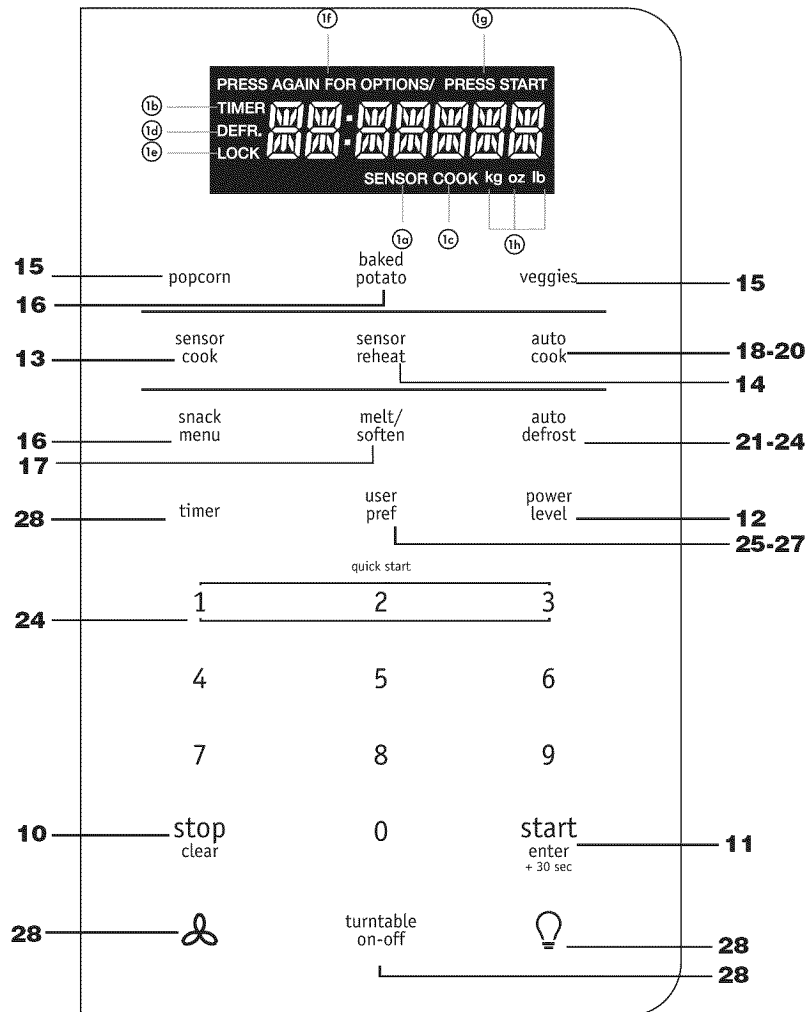 1f 1g
PRESS AGAIN FOR OPTIONS/ PRESS START
1b TIMER
1d DEFR.
1e LOCK
SENSOR COOK kg oz lb
1a 1c 1h
15 popcorn
baked
potato
veggies 15
16
sensor
cook
13
sensor
reheat
auto
cook
18-20
14
snack
menu
16
melt/
soften
17
auto
defrost
21-24
28 timer
user
pref
power
level
12
25-27
quick start
1 2 3
24
4 5 6
7 8 9
10 stop
clear
0
start
enter
+ 30 sec
11
28
turntable
on-off
28
28